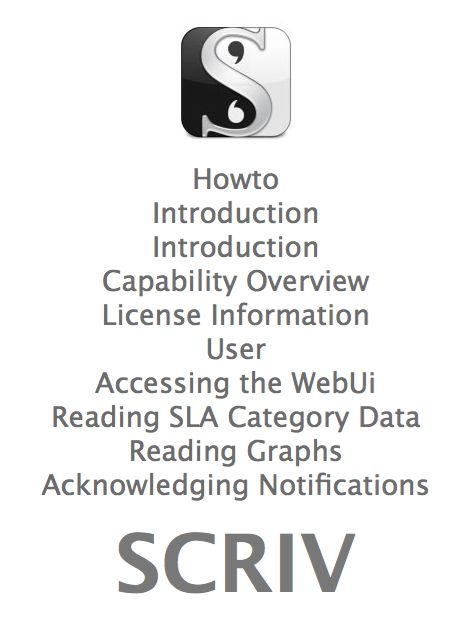 Howto
Introduction
Introduction
Capability Overview
License Information
User
Accessing the WebUi
Reading SLA Category Data
Reading Graphs
Acknowledging Notifications
SCRIV